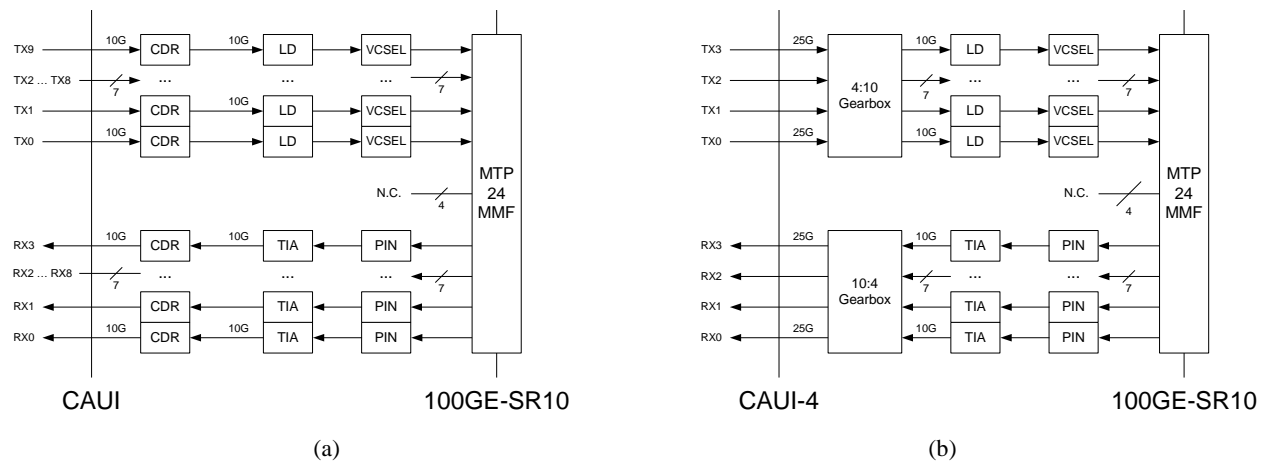 TX9 10G CDR 10G LD VCSEL
TX2 ... TX8 7 ... ... ... 7
TX1 CDR 10G LD VCSEL
TX0 10G CDR LD VCSEL
N.C. 4
MTP
24
MMF
RX3 10G CDR 10G TIA PIN
RX2 ... RX8 7 ... ... ... 7
RX1 CDR TIA PIN
RX0 10G CDR 10G TIA PIN
CAUI 100GE-SR10
(a)
TX3 25G 10G LD VCSEL
TX2 7 ... ... 7
4:10
Gearbox
TX1 LD VCSEL
TX0 25G 10G LD VCSEL
N.C. 4
MTP
24
MMF
RX3 25G 10G TIA PIN
RX2 7 ... ... 7
10:4
Gearbox
RX1 TIA PIN
RX0 25G 10G TIA PIN
CAUI-4 100GE-SR10
(b)